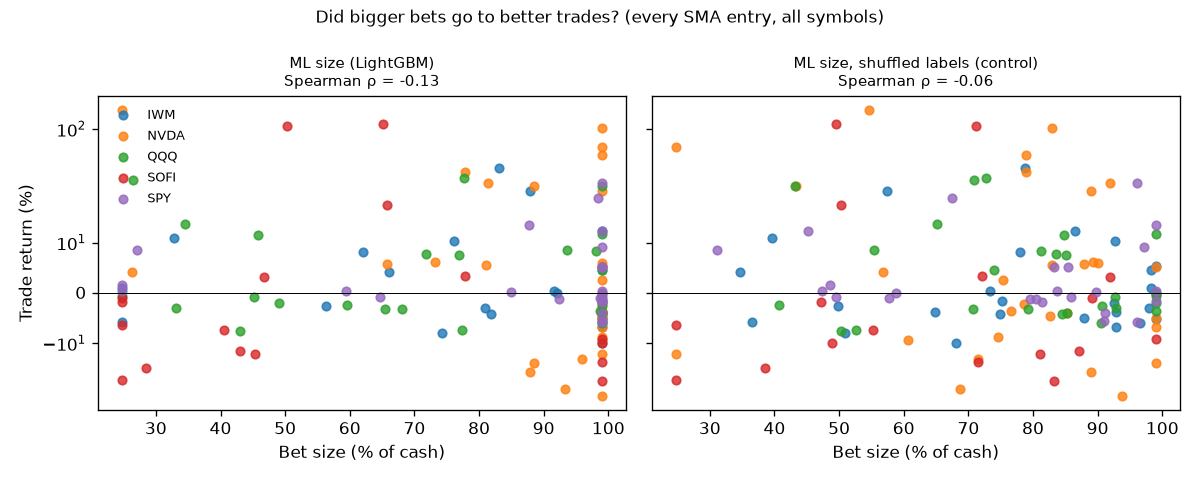 Did bigger bets go to better trades? (every SMA entry, all symbols)
ML size (LightGBM)
Spearman ρ = -0.13
ML size, shuffled labels (control)
Spearman ρ = -0.06
Trade return (%)
10²
10¹
0
−10¹
IWM
NVDA
QQQ
SOFI
SPY
30 40 50 60 70 80 90 100
Bet size (% of cash)
30 40 50 60 70 80 90 100
Bet size (% of cash)